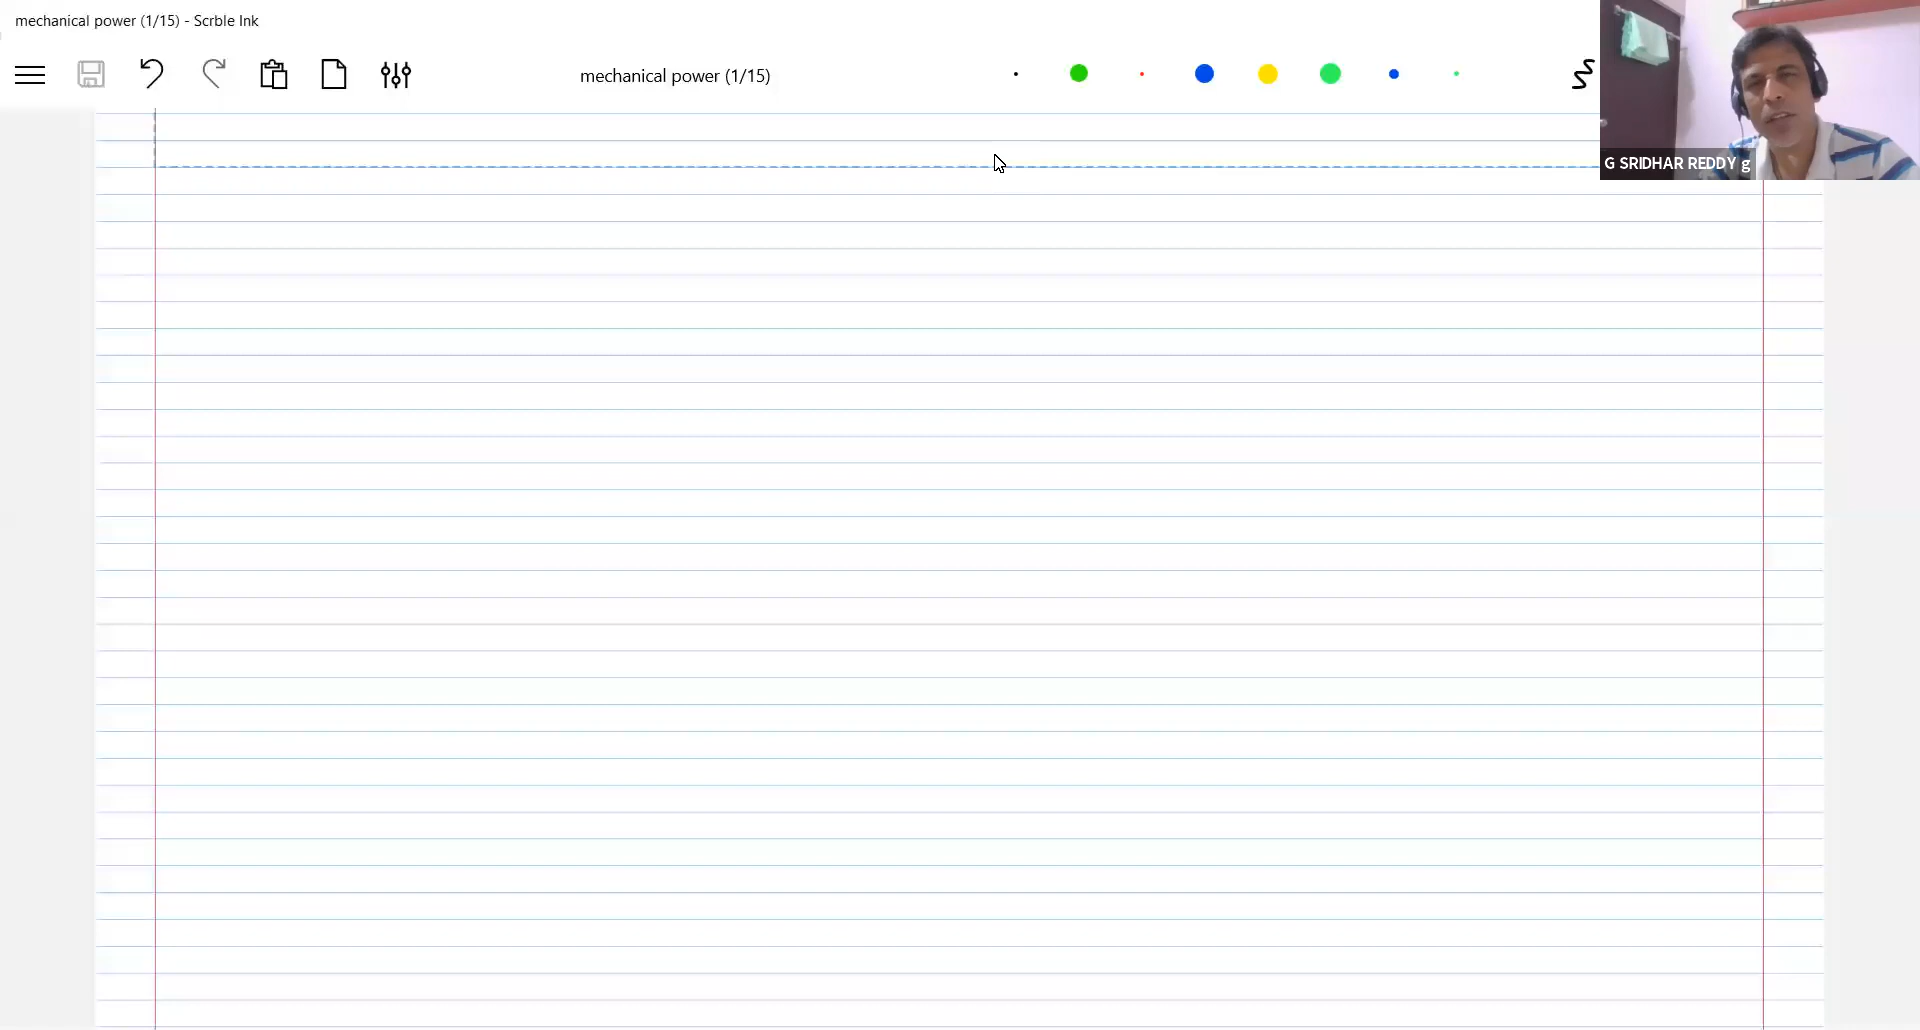 mechanical power (1/15) - Scrble Ink
mechanical power (1/15)
G SRIDHAR REDDY g